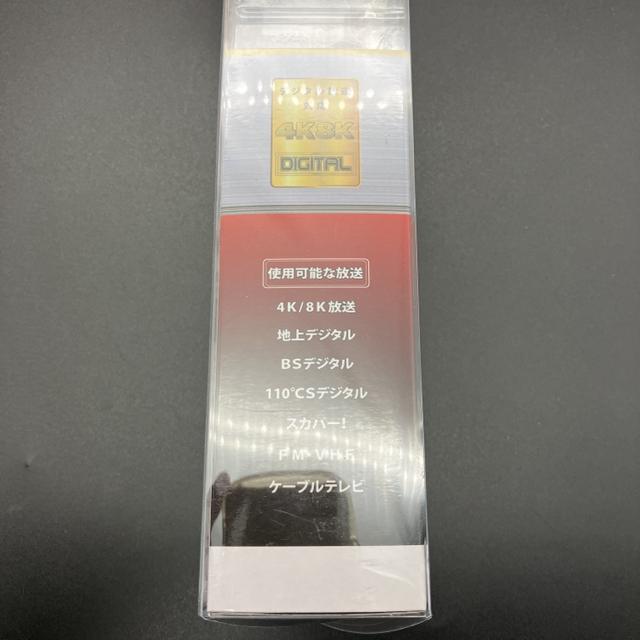 4K8K
DIGITAL
使用可能な放送
4K/8K放送
地上デジタル
BSデジタル
110℃Sデジタル
スカパー!
FM・VHF
ケーブルテレビ